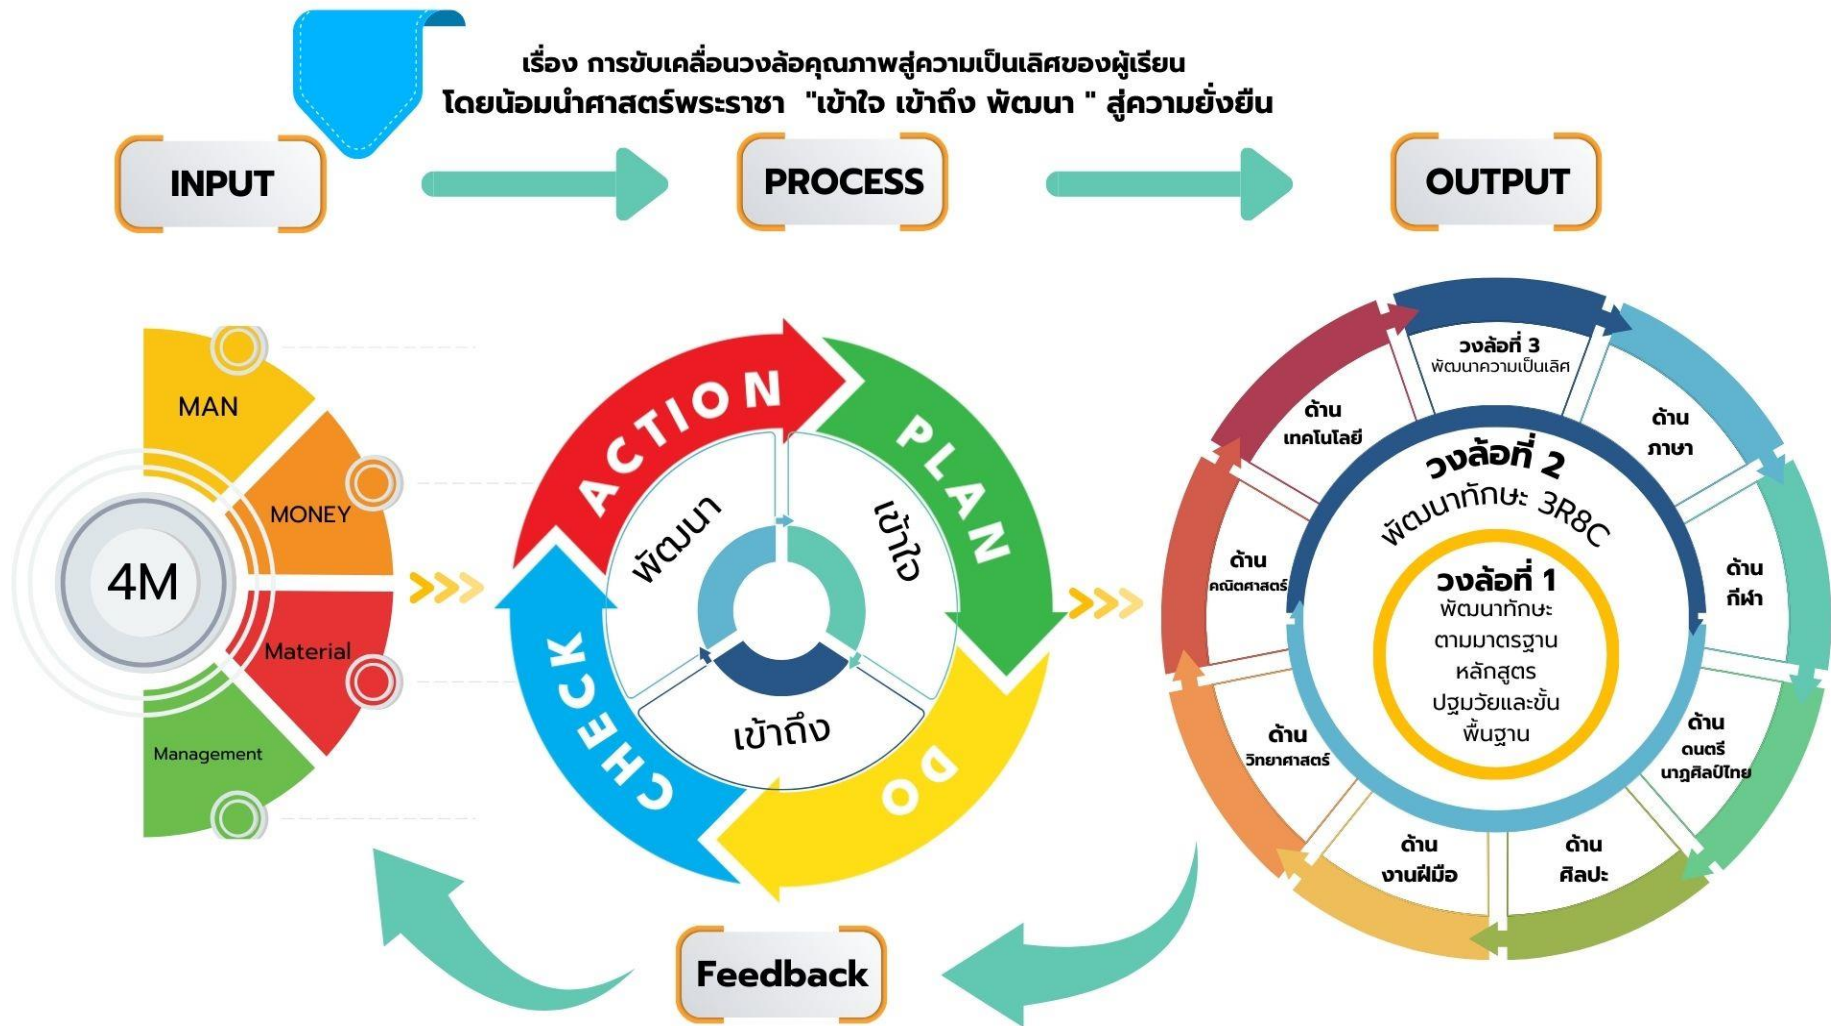 เรื่อง การขับเคลื่อนวงล้อคุณภาพสู่ความเป็นเลิศของผู้เรียน
โดยน้อมนำศาสตร์พระราชา "เข้าใจ เข้าถึง พัฒนา " สู่ความยั่งยืน
INPUT
PROCESS
OUTPUT
4M
MAN
MONEY
Material
Management
ACTION
PLAN
DO
CHECK
พัฒนา
เข้าใจ
เข้าถึง
วงล้อที่ 3
พัฒนาความเป็นเลิศ
ด้าน
ภาษา
ด้าน
กีฬา
ด้าน
ดนตรี
นาฏศิลป์ไทย
ด้าน
ศิลปะ
ด้าน
งานฝีมือ
ด้าน
วิทยาศาสตร์
ด้าน
คณิตศาสตร์
ด้าน
เทคโนโลยี
วงล้อที่ 2
พัฒนาทักษะ 3R8C
วงล้อที่ 1
พัฒนาทักษะ
ตามมาตรฐาน
หลักสูตร
ปฐมวัยและขั้น
พื้นฐาน
Feedback